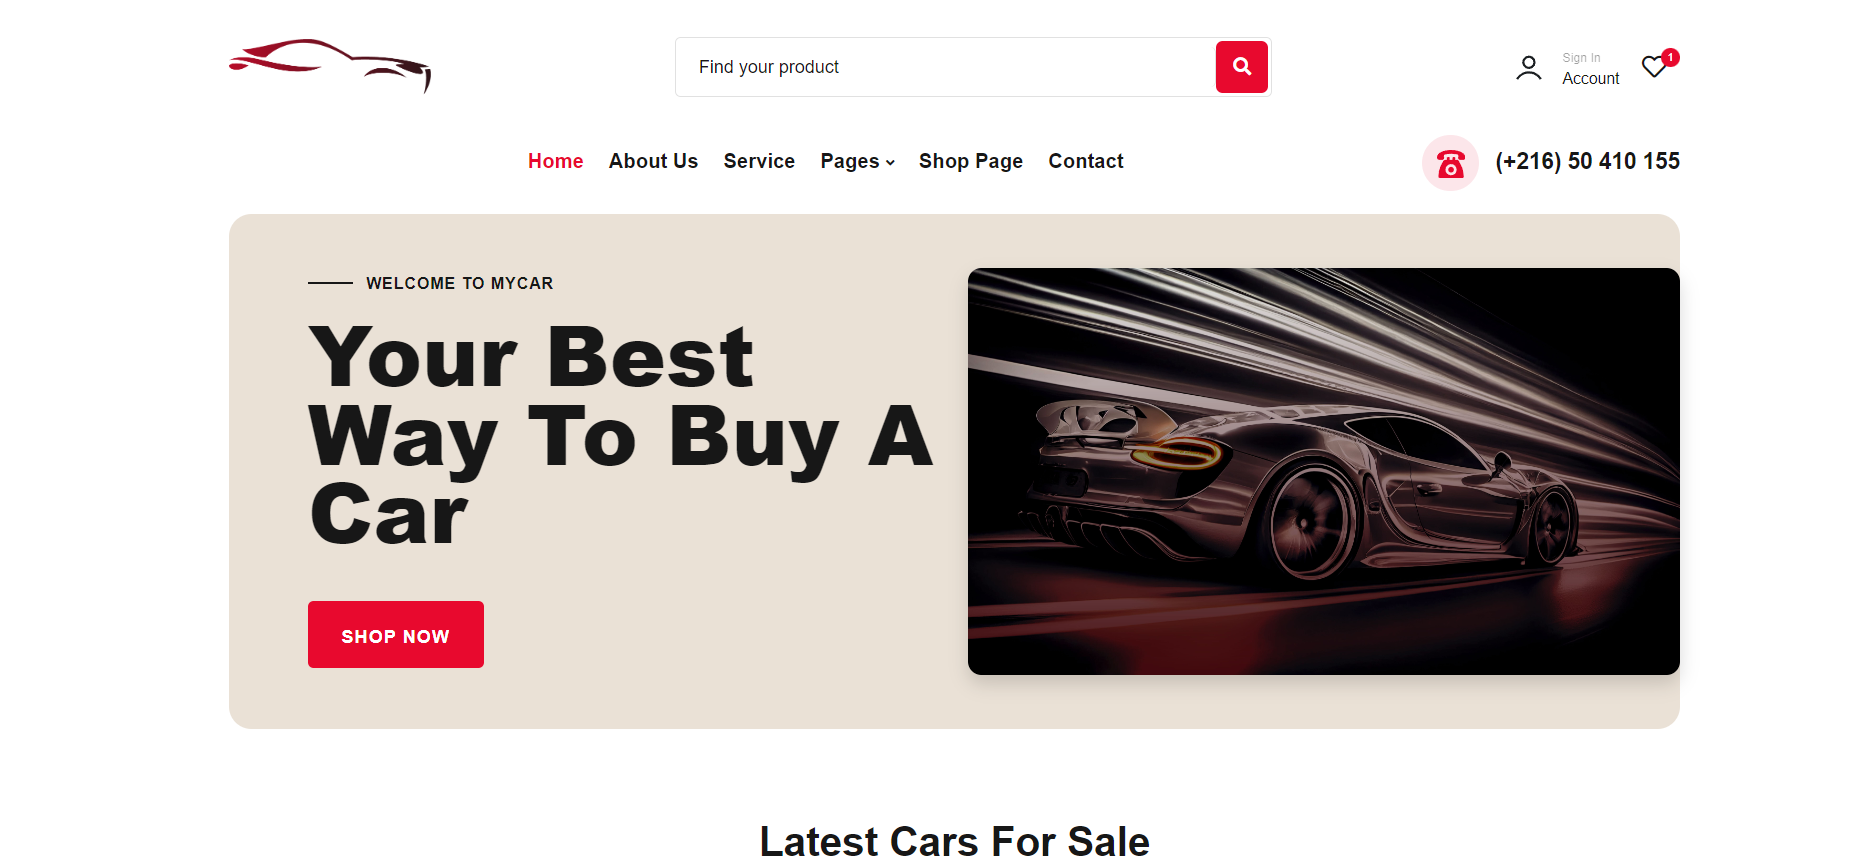 Find your product
Sign In
Account
1
Home
About Us
Service
Pages
Shop Page
Contact
(+216) 50 410 155
WELCOME TO MYCAR
Your Best
Way To Buy A
Car
SHOP NOW
Latest Cars For Sale